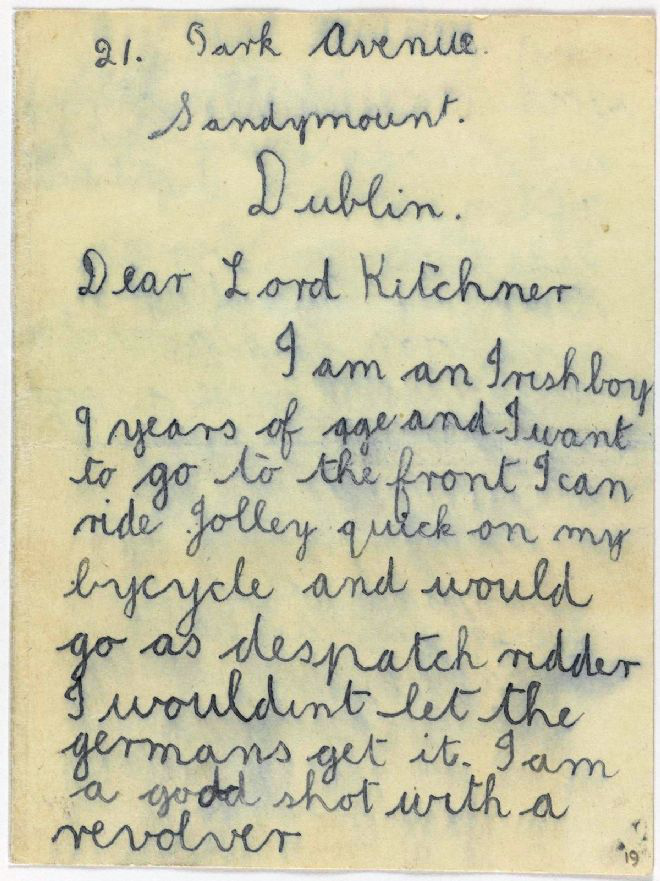 21. Park Avenue.
Sandymount.
Dublin.
Dear Lord Kitchner
I am an Irish boy
9 years of age and I want
to go to the front I can
ride Jolley quick on my
bycycle and would
go as despatch ridder
I wouldint let the
germans get it. I am
a godd shot with a
revolver
19